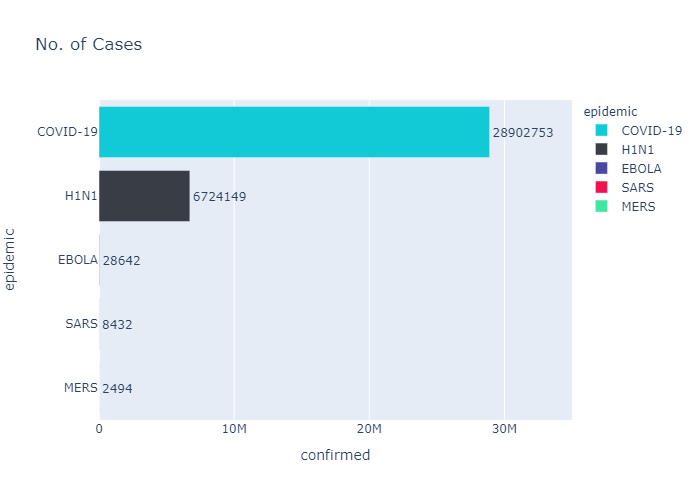 No. of Cases
epidemic
COVID-19
28902753
H1N1
6724149
EBOLA
28642
SARS
8432
MERS
2494
0
10M
20M
30M
confirmed
epidemic
COVID-19
H1N1
EBOLA
SARS
MERS